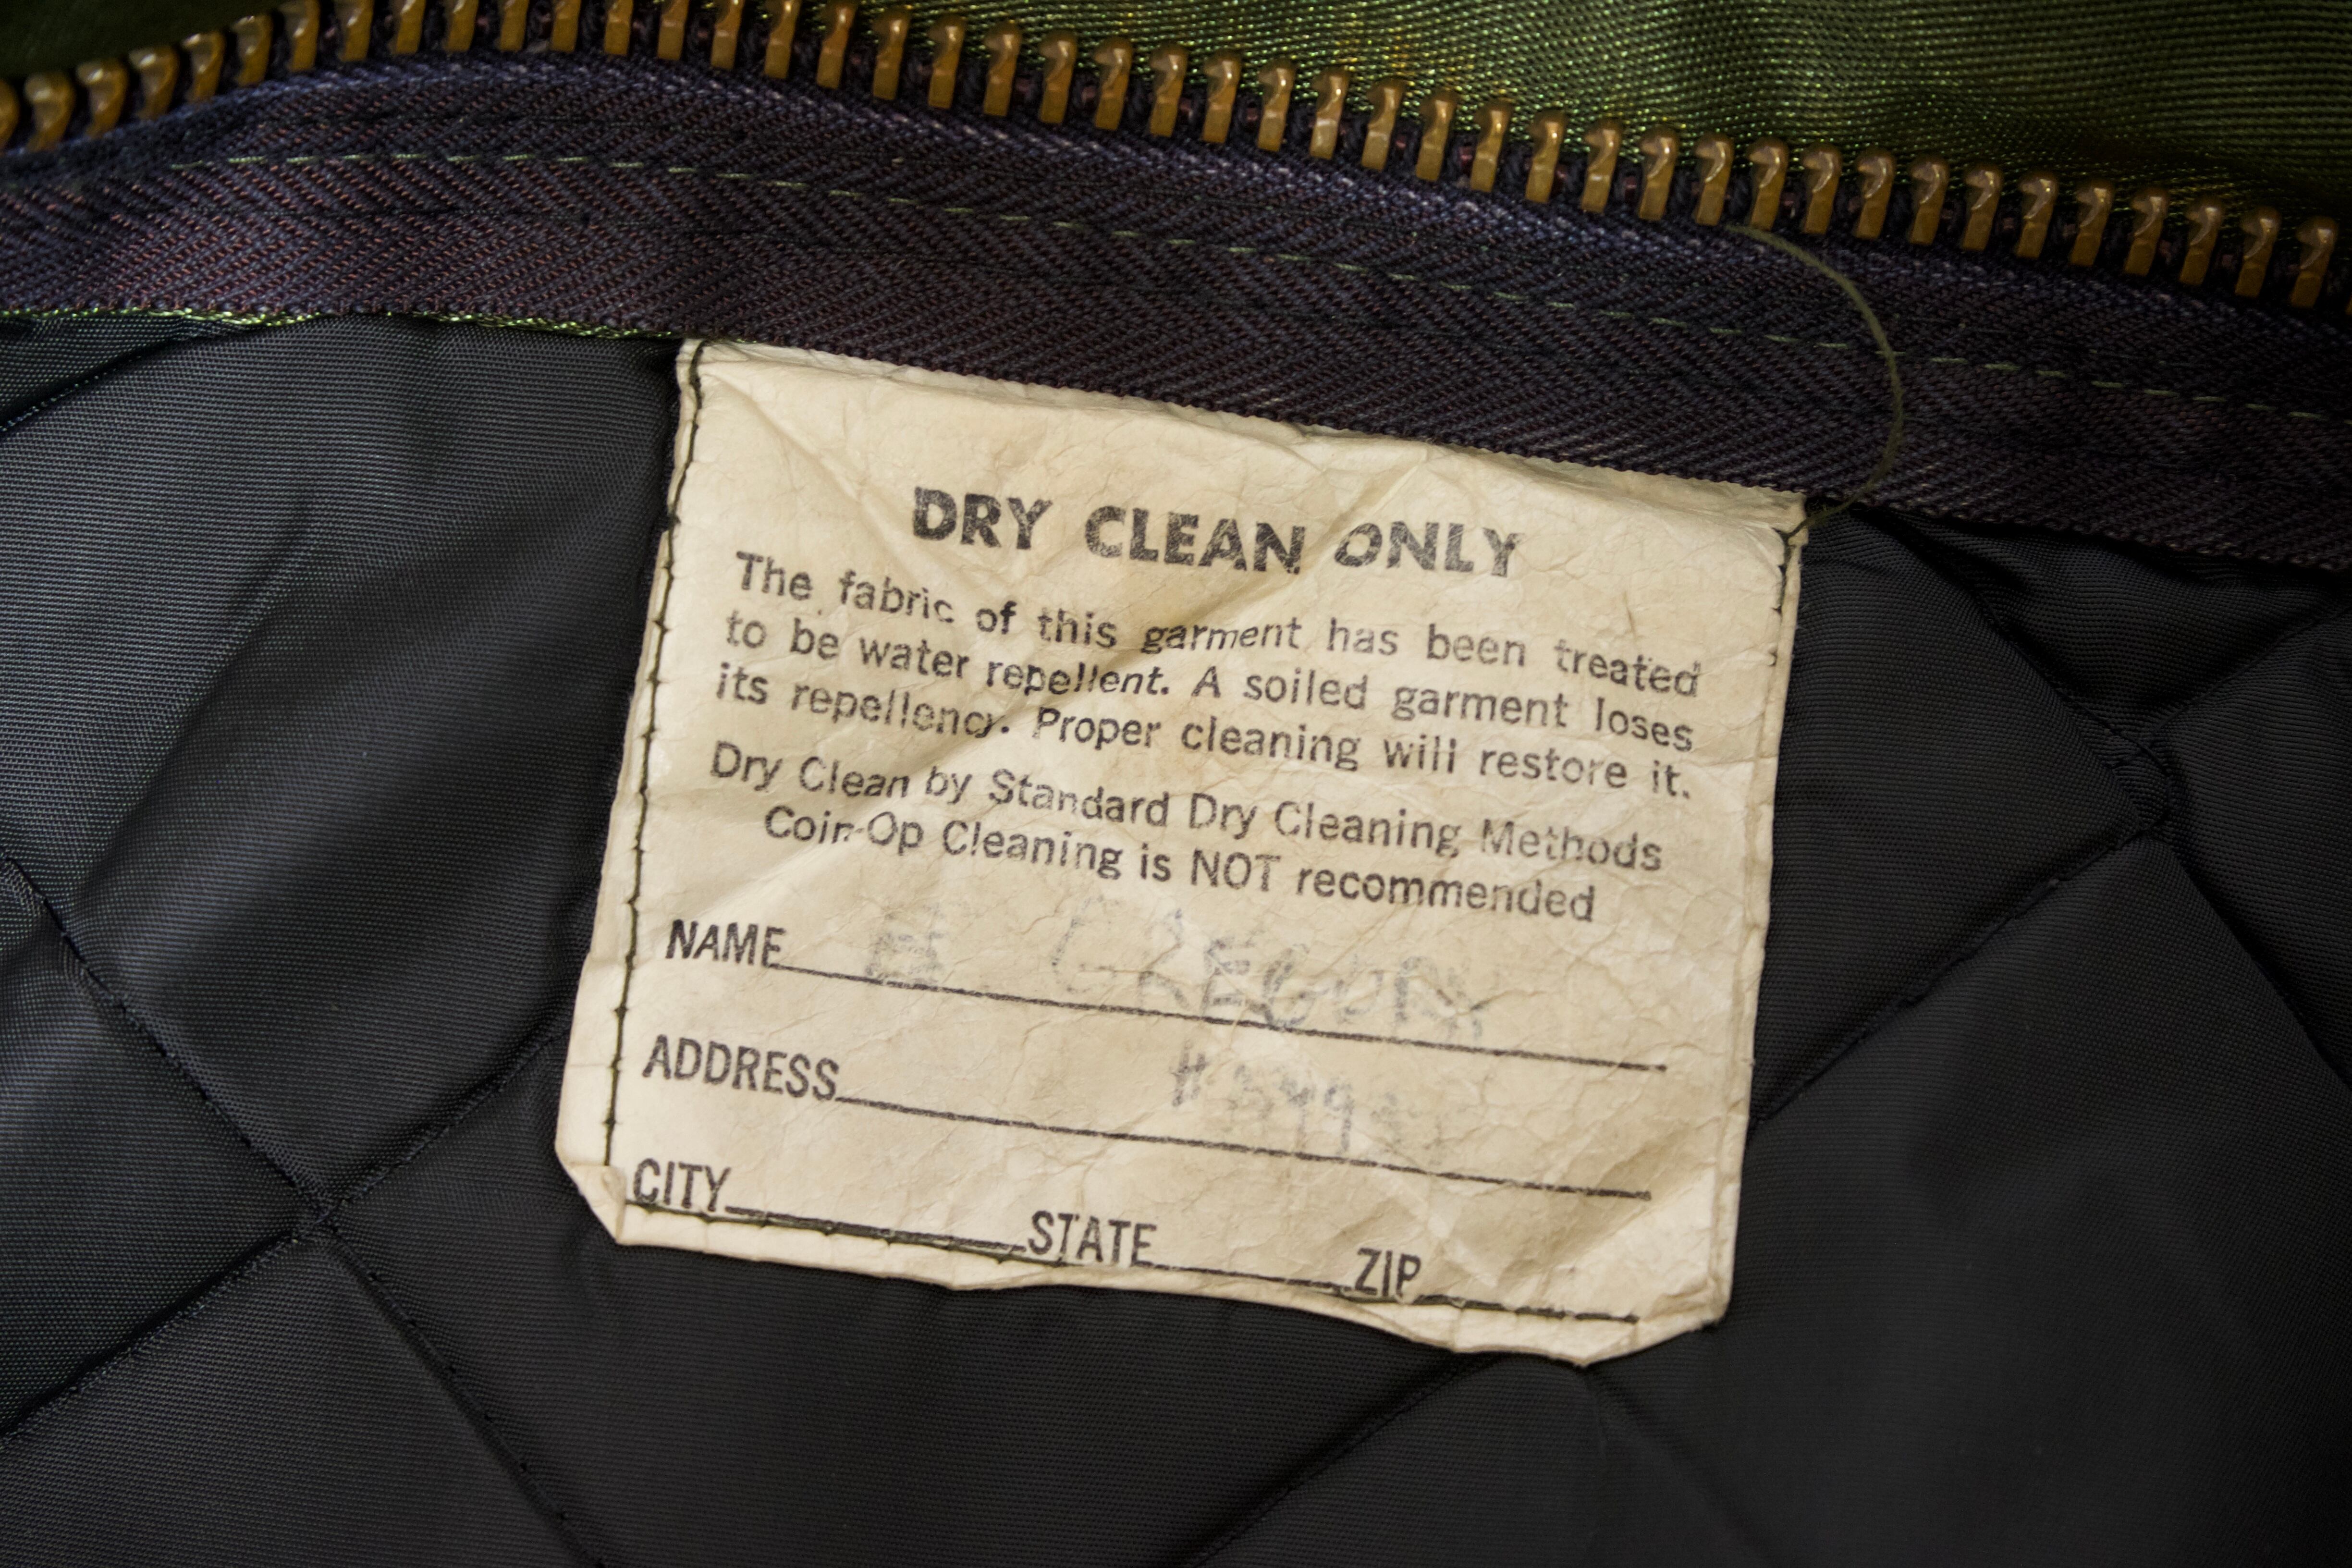 DRY CLEAN ONLY
The fabric of this garment has been treated
to be water repellent. A soiled garment loses
its repellency. Proper cleaning will restore it.
Dry Clean by Standard Dry Cleaning Methods
Coin-Op Cleaning is NOT recommended
NAME GREGORY
ADDRESS
CITY STATE ZIP